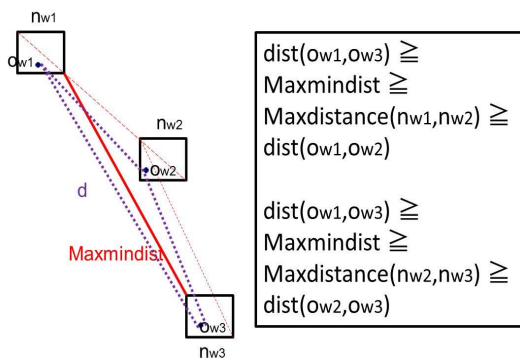 nw1
ow1
nw2
ow2
d
Maxmindist
ow3
nw3
dist(ow1,ow3) ≧
Maxmindist ≧
Maxdistance(nw1,nw2) ≧
dist(ow1,ow2)
dist(ow1,ow3) ≧
Maxmindist ≧
Maxdistance(nw2,nw3) ≧
dist(ow2,ow3)